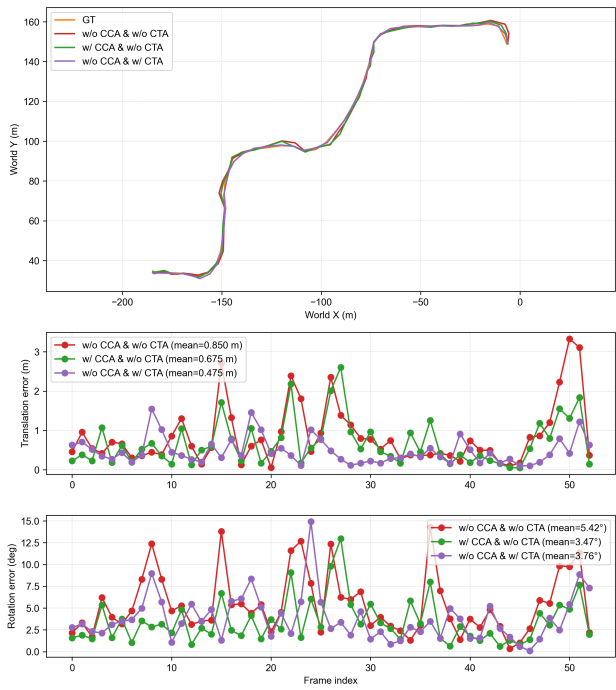 160
140
120
100
80
60
40
World Y (m)
GT
w/o CCA & w/o CTA
w/ CCA & w/o CTA
w/o CCA & w/ CTA
−200
−150
−100
−50
0
World X (m)
3
2
1
0
Translation error (m)
w/o CCA & w/o CTA (mean=0.850 m)
w/ CCA & w/o CTA (mean=0.675 m)
w/o CCA & w/ CTA (mean=0.475 m)
0
10
20
30
40
50
15.0
12.5
10.0
7.5
5.0
2.5
0.0
Rotation error (deg)
w/o CCA & w/o CTA (mean=5.42°)
w/ CCA & w/o CTA (mean=3.47°)
w/o CCA & w/ CTA (mean=3.76°)
0
10
20
30
40
50
Frame index